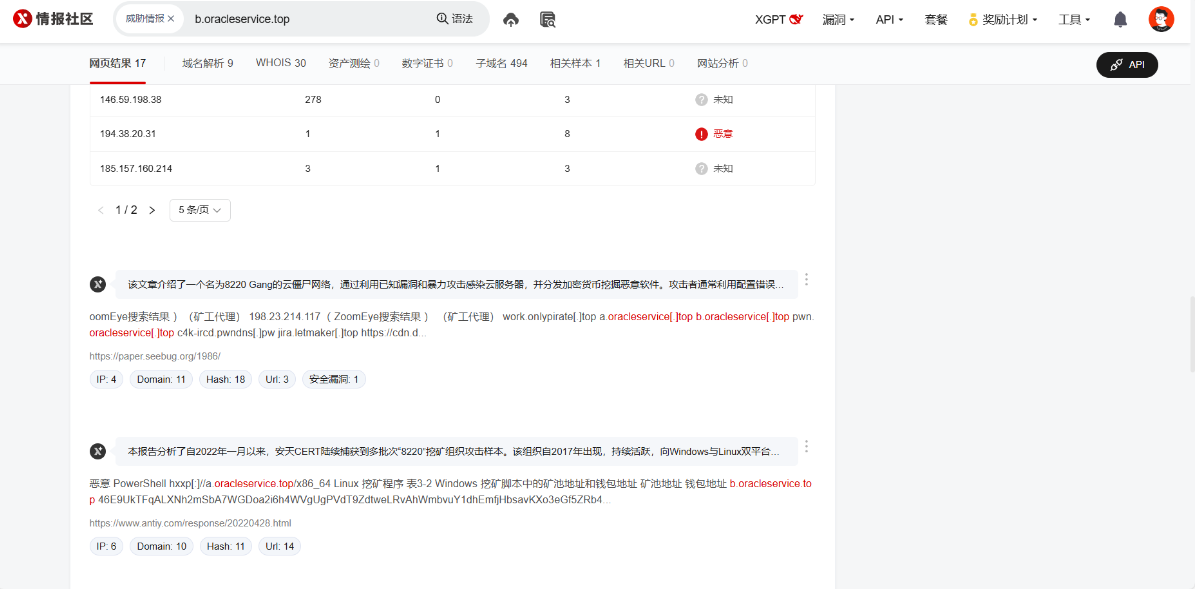 情报社区 威胁情报 × b.oracleservice.top 语法 XGPT 漏洞 API 套餐 奖励计划 工具
网页结果 17 域名解析 9 WHOIS 30 资产测绘 0 数字证书 0 子域名 494 相关样本 1 相关URL 0 网站分析 0 API
146.59.198.38 278 0 3 未知
194.38.20.31 1 1 8 恶意
185.157.160.214 3 1 3 未知
< 1 / 2 > 5 条/页
该文章介绍了一个名为8220 Gang的云僵尸网络，通过利用已知漏洞和暴力攻击感染云服务器，并分发加密货币挖掘恶意软件。攻击者通常利用配置错误...
oomEye搜索结果 ）（矿工代理） 198.23.214.117（ ZoomEye搜索结果 ）（矿工代理） work onlypirate[.]top a.oracleservice[.]top b.oracleservice[.]top pwn.
oracleservice[.]top c4k-ircd.pwndns[.]pw jira.letmaker[.]top https://cdn d...
https://paper.seebug.org/1986/
IP: 4 Domain: 11 Hash: 18 Url: 3 安全漏洞: 1
本报告分析了自2022年一月以来，安天CERT陆续捕获到多批次"8220"挖矿组织攻击样本。该组织自2017年出现，持续活跃，向Windows与Linux双平台...
恶意 PowerShell hxxp[:]//a.oracleservice.top/x86_64 Linux 挖矿程序 表3-2 Windows 挖矿脚本中的矿池地址和钱包地址 矿池地址 钱包地址 b.oracleservice.to
p 46E9UkTFqALXNh2mSbA7WGDoa2i6h4WVgUgPVdT9ZdtweLRvAhWmbvuY1dhEmfjHbsavKXo3eGf5ZRb4...
https://www.antiy.com/response/20220428.html
IP: 6 Domain: 10 Hash: 11 Url: 14